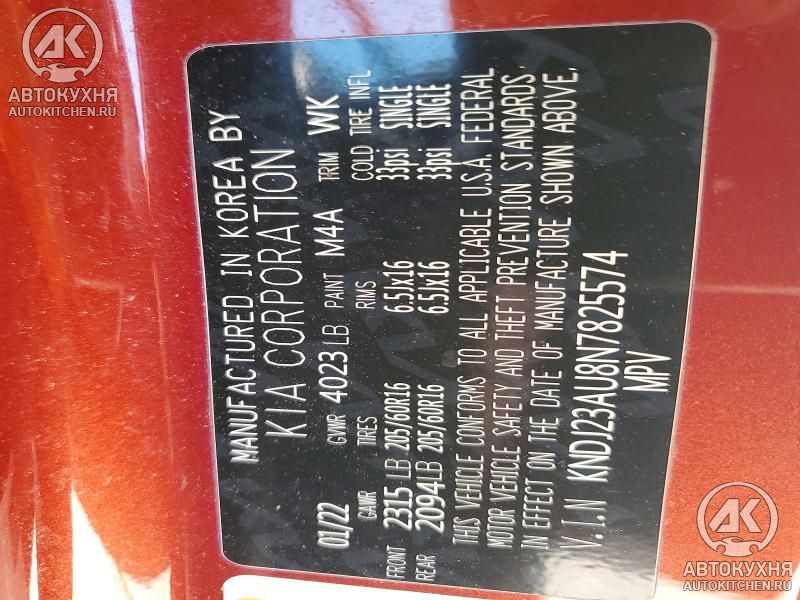 AK
АВТОКУХНЯ
AUTOKITCHEN.RU
MANUFACTURED IN KOREA BY
KIA CORPORATION
01/22 GVWR 4023 LB PAINT M4A TRIM WK
GAWR TIRES RIMS COLD TIRE INFL
FRONT 2315 LB 205/60R16 6.5Jx16 33psi SINGLE
REAR 2094 LB 205/60R16 6.5Jx16 33psi SINGLE
THIS VEHICLE CONFORMS TO ALL APPLICABLE U.S.A. FEDERAL
MOTOR VEHICLE SAFETY AND THEFT PREVENTION STANDARDS
IN EFFECT ON THE DATE OF MANUFACTURE SHOWN ABOVE.
V.I.N KNDJ23AU8N7825574
MPV
AK
АВТОКУХНЯ
AUTOKITCHEN.RU